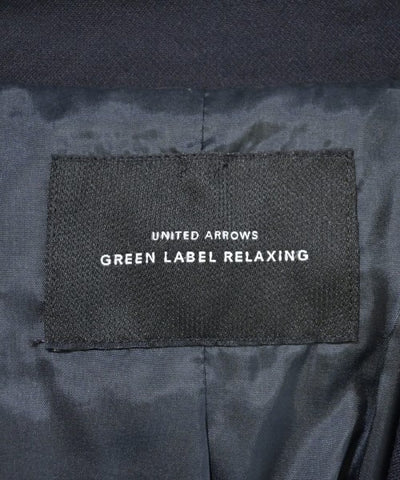 UNITED ARROWS
GREEN LABEL RELAXING